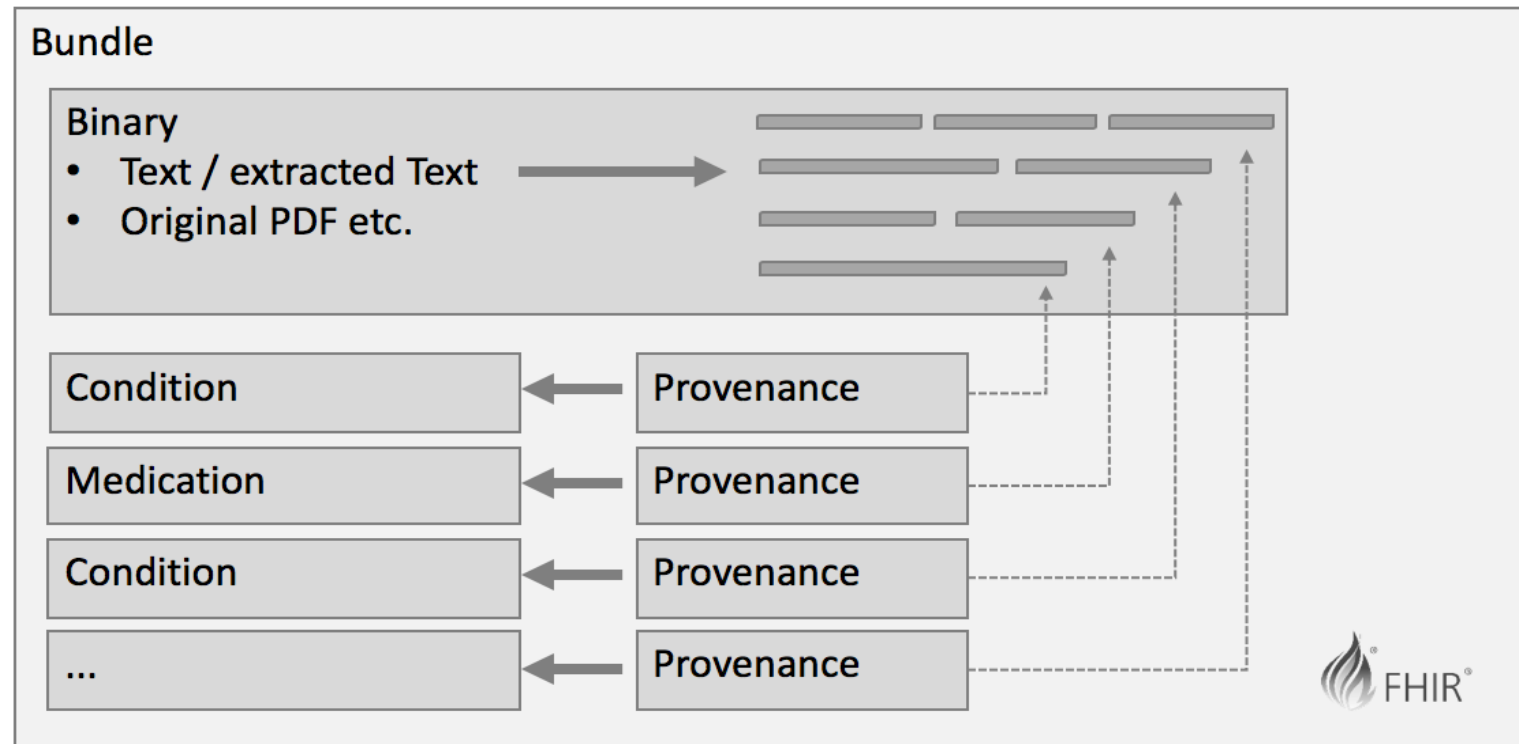 Bundle
Binary
• Text / extracted Text
• Original PDF etc.
Condition
Provenance
Medication
Provenance
Condition
Provenance
...
Provenance
® FHIR®